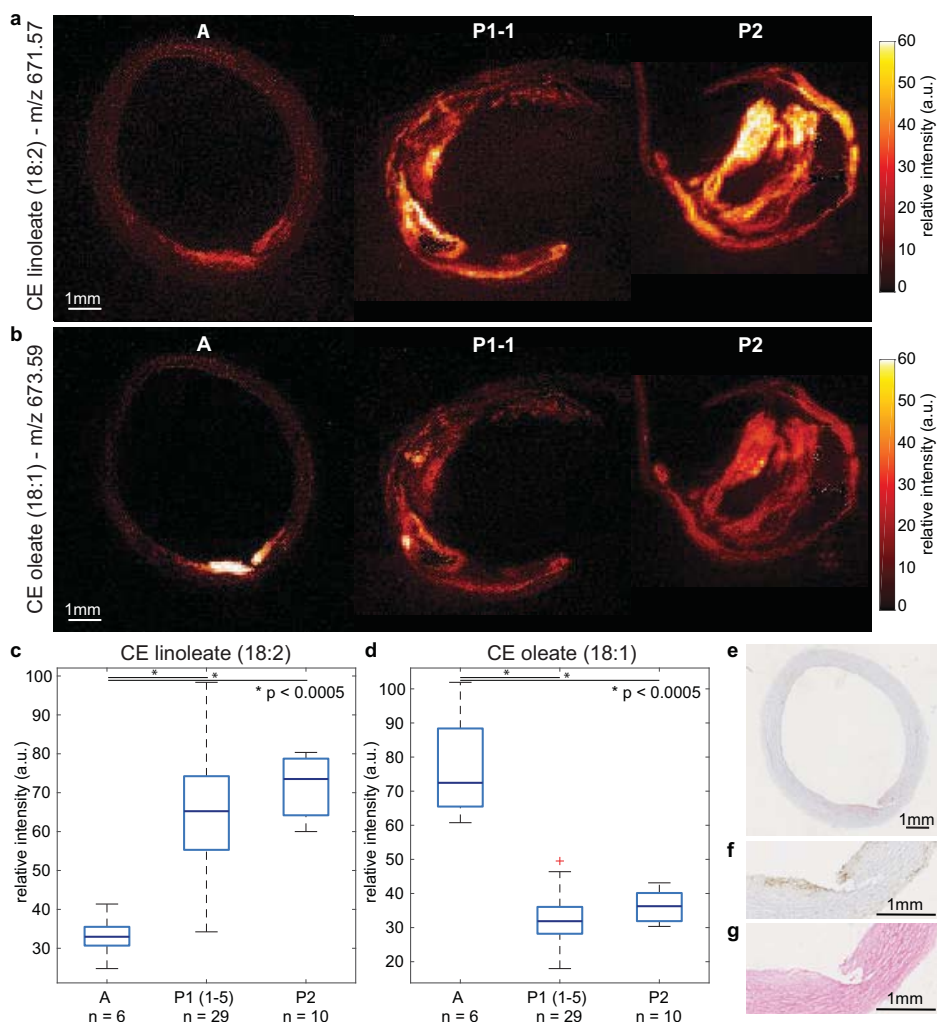 a
CE linoleate (18:2) - m/z 671.57
A
P1-1
P2
1mm
60
50
40
30
20
10
0
relative intensity (a.u.)
b
CE oleate (18:1) - m/z 673.59
A
P1-1
P2
1mm
60
50
40
30
20
10
0
relative intensity (a.u.)
c
CE linoleate (18:2)
relative intensity (a.u.)
100
90
80
70
60
50
40
30
*
*
* p < 0.0005
A
P1 (1-5)
P2
n = 6
n = 29
n = 10
d
CE oleate (18:1)
relative intensity (a.u.)
100
90
80
70
60
50
40
30
20
*
*
* p < 0.0005
A
P1 (1-5)
P2
n = 6
n = 29
n = 10
e
1mm
f
1mm
g
1mm